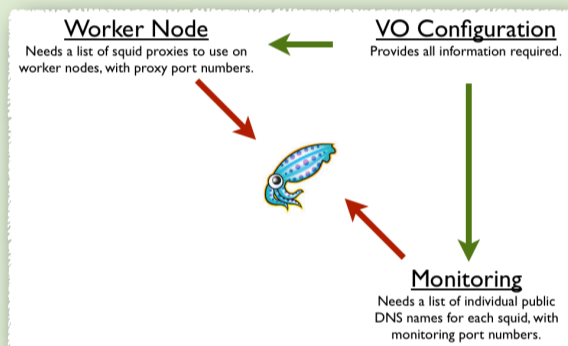 Worker Node
Needs a list of squid proxies to use on
worker nodes, with proxy port numbers.
VO Configuration
Provides all information required.
Monitoring
Needs a list of individual public
DNS names for each squid, with
monitoring port numbers.